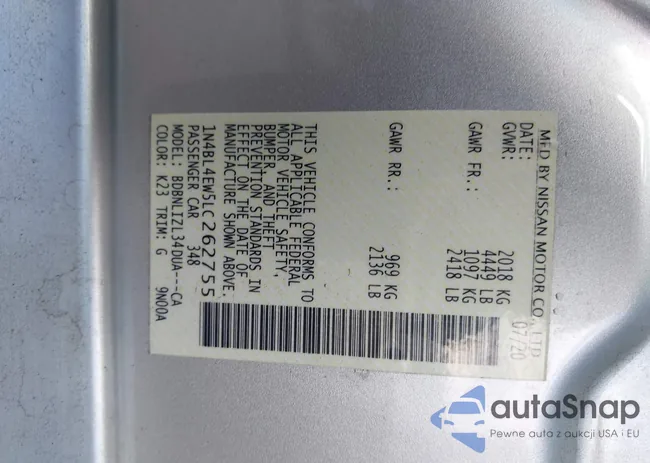 MFD BY NISSAN MOTOR CO., LTD
DATE: 07/20
GVWR: 2018 KG
4449 LB
GAWR FR.: 1097 KG
2418 LB
GAWR RR.: 969 KG
2136 LB
THIS VEHICLE CONFORMS TO
ALL APPLICABLE FEDERAL
MOTOR VEHICLE SAFETY,
BUMPER, AND THEFT
PREVENTION STANDARDS IN
EFFECT ON THE DATE OF
MANUFACTURE SHOWN ABOVE.
1N4BL4EW5LC262755
PASSENGER CAR 348
MODEL: BDBNLIZL34DUA---CA
COLOR: K23 TRIM: G 9N00A
autaSnap
Pewne auta z aukcji USA i EU